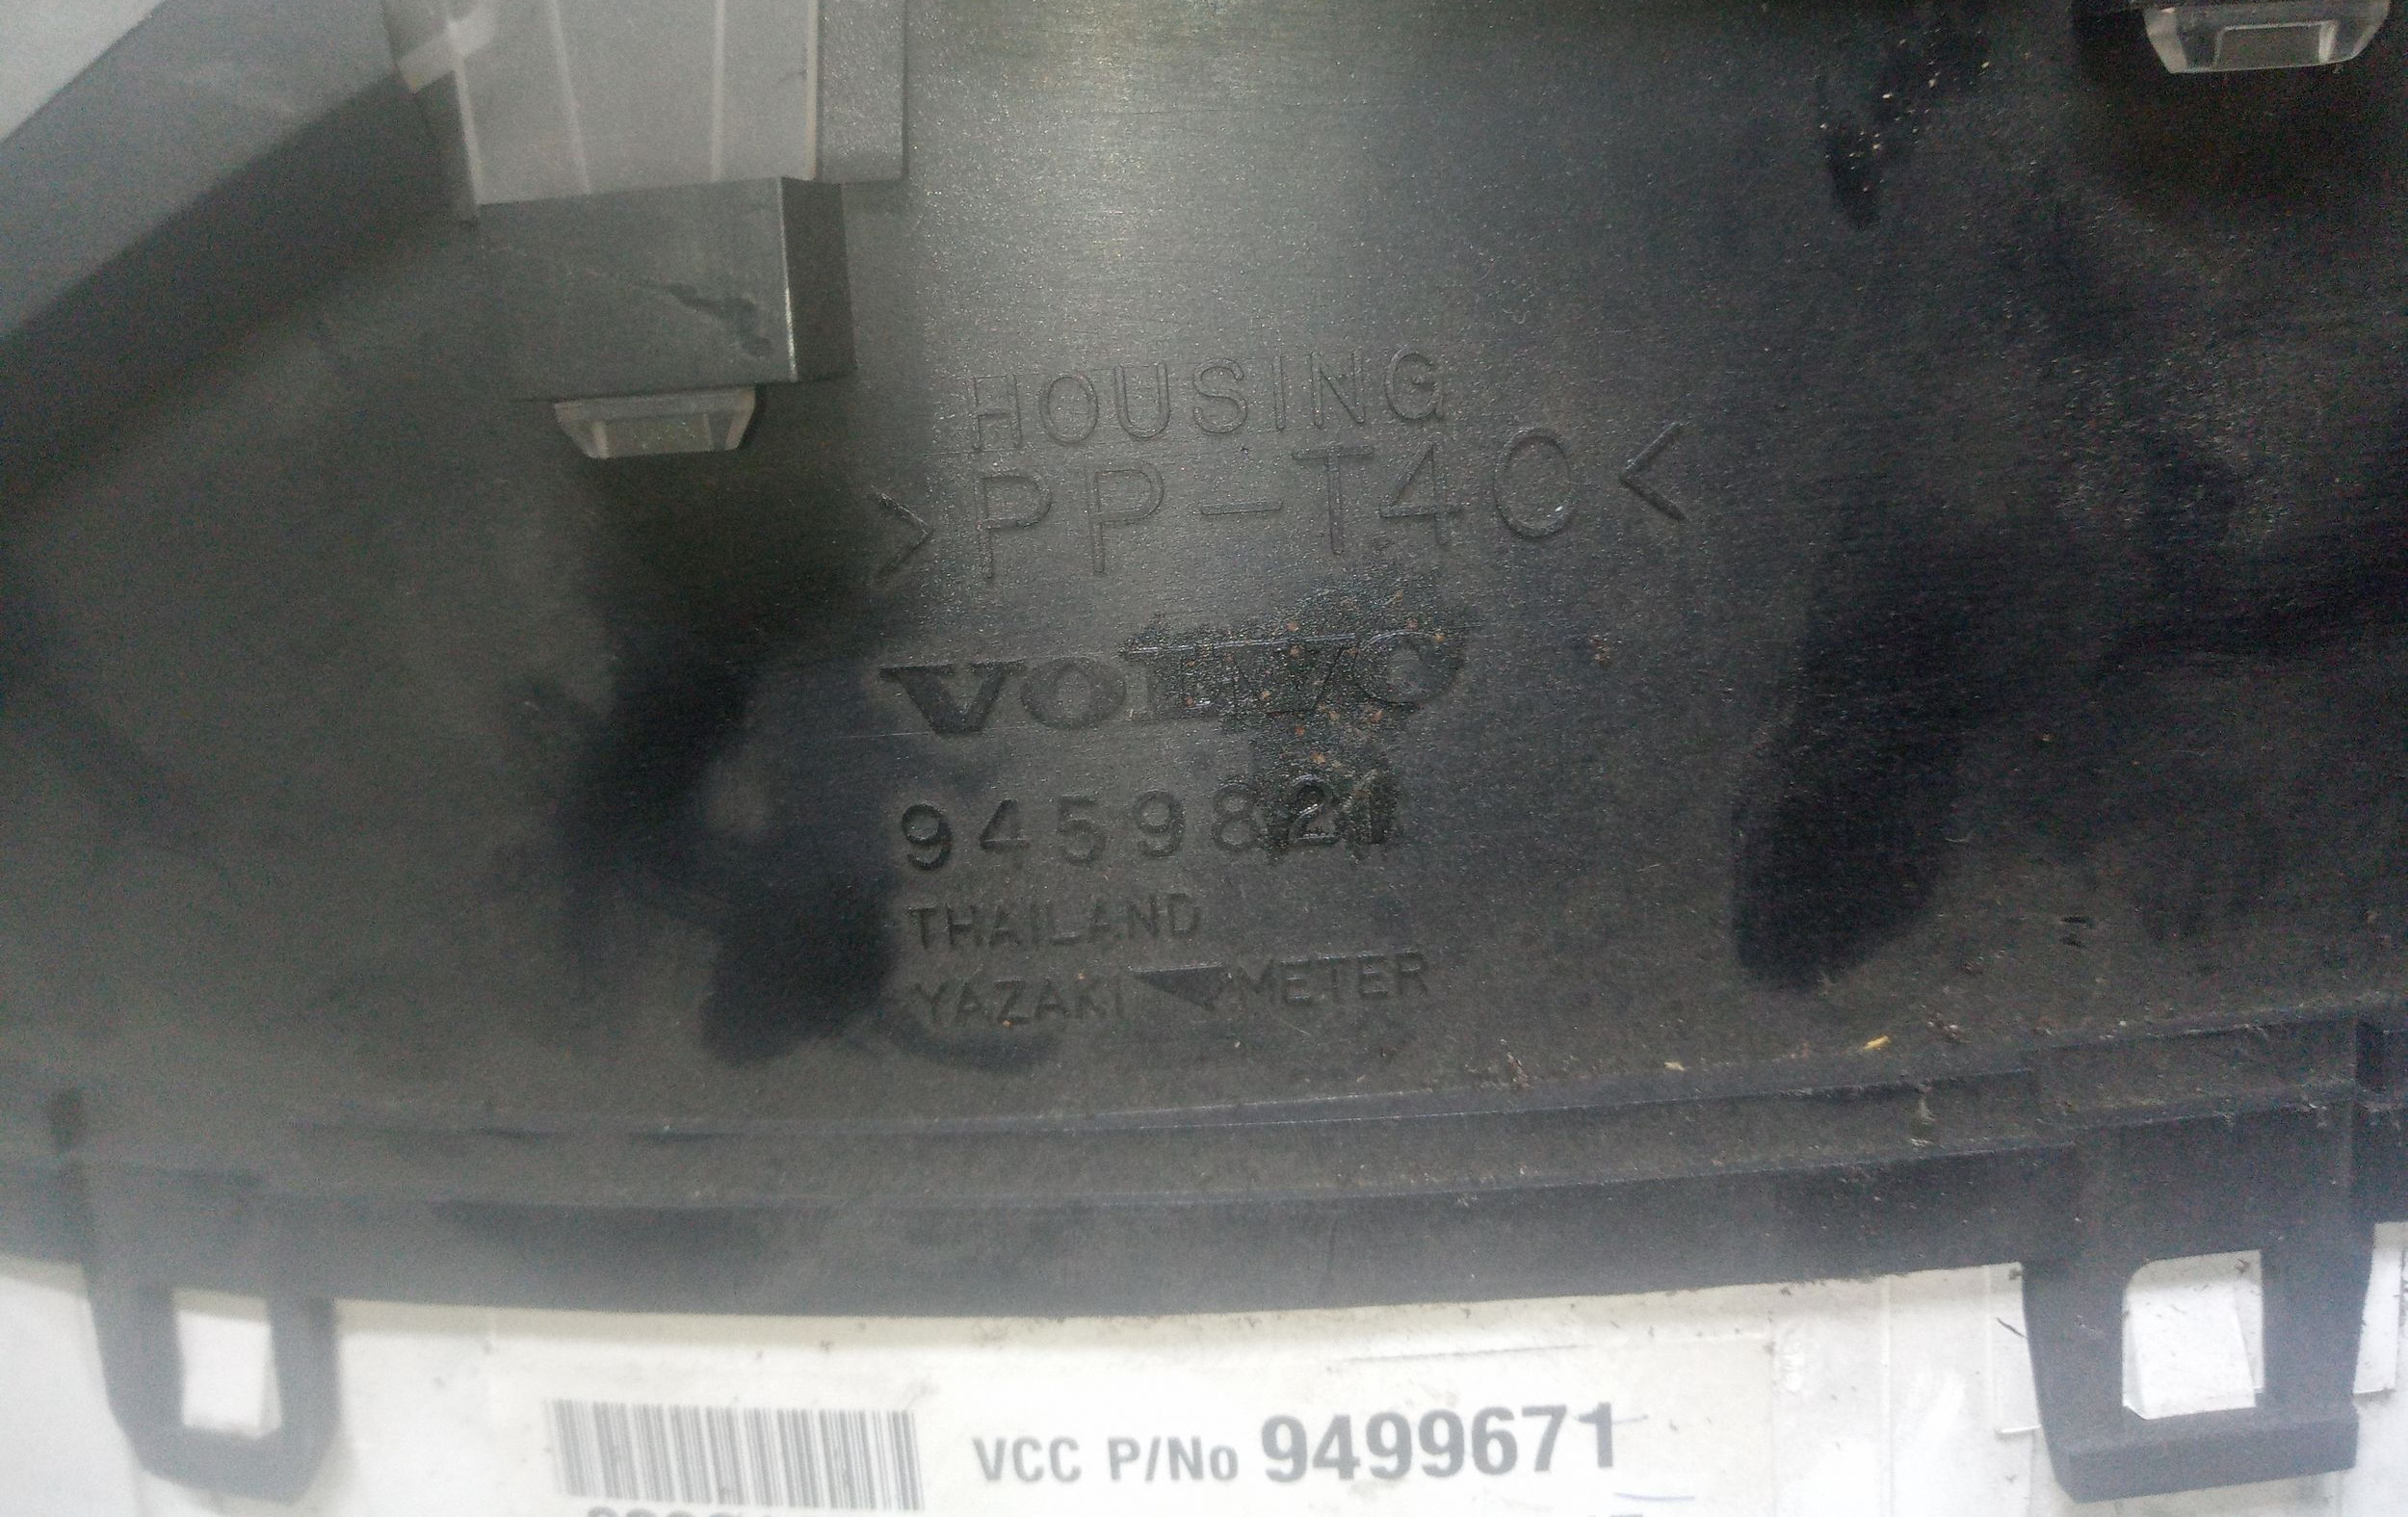 HOUSING
>PP-T40<
VOLVO
9459821
THAILAND
YAZAKI METER
VCC P/No 9499671